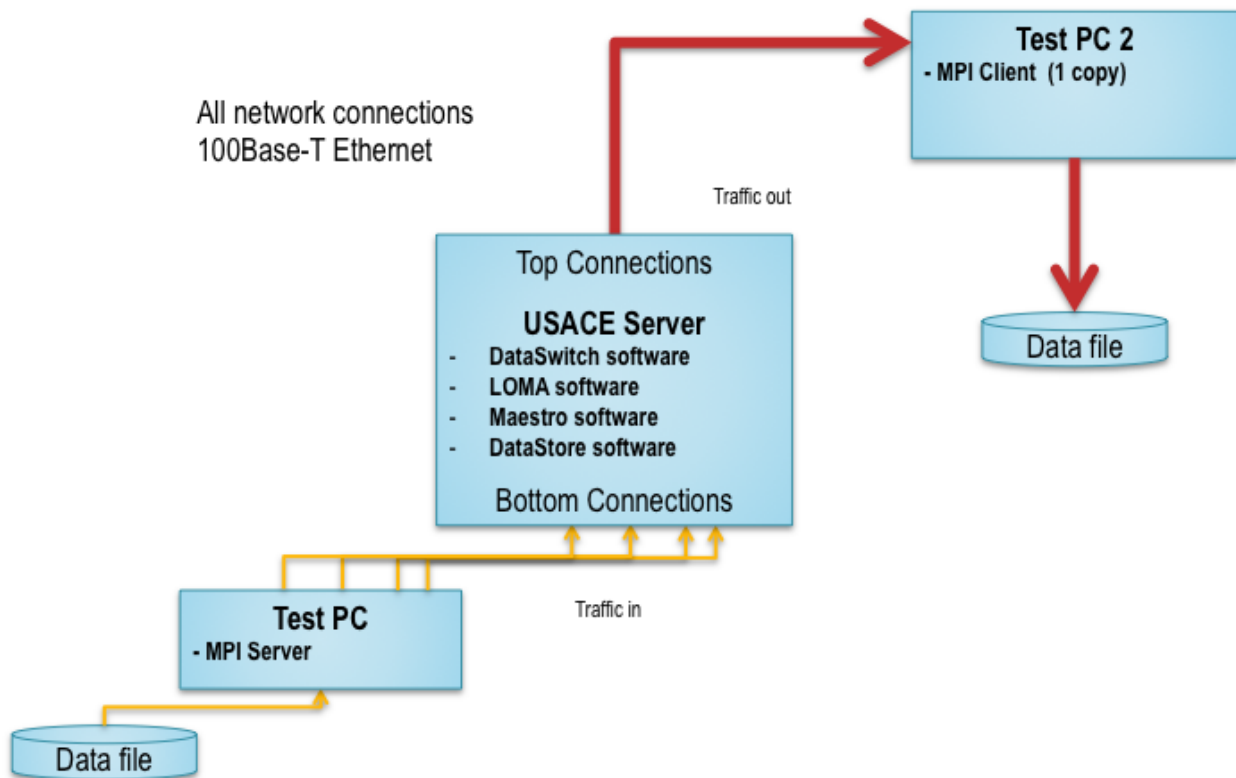 Test PC 2
- MPI Client (1 copy)
All network connections
100Base-T Ethernet
Traffic out
Top Connections
USACE Server
- DataSwitch software
- LOMA software
- Maestro software
- DataStore software
Bottom Connections
Data file
Test PC
- MPI Server
Traffic in
Data file